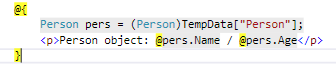 @{
Person pers = (Person)TempData["Person"];
<p>Person object: @pers.Name / @pers.Age</p>
}